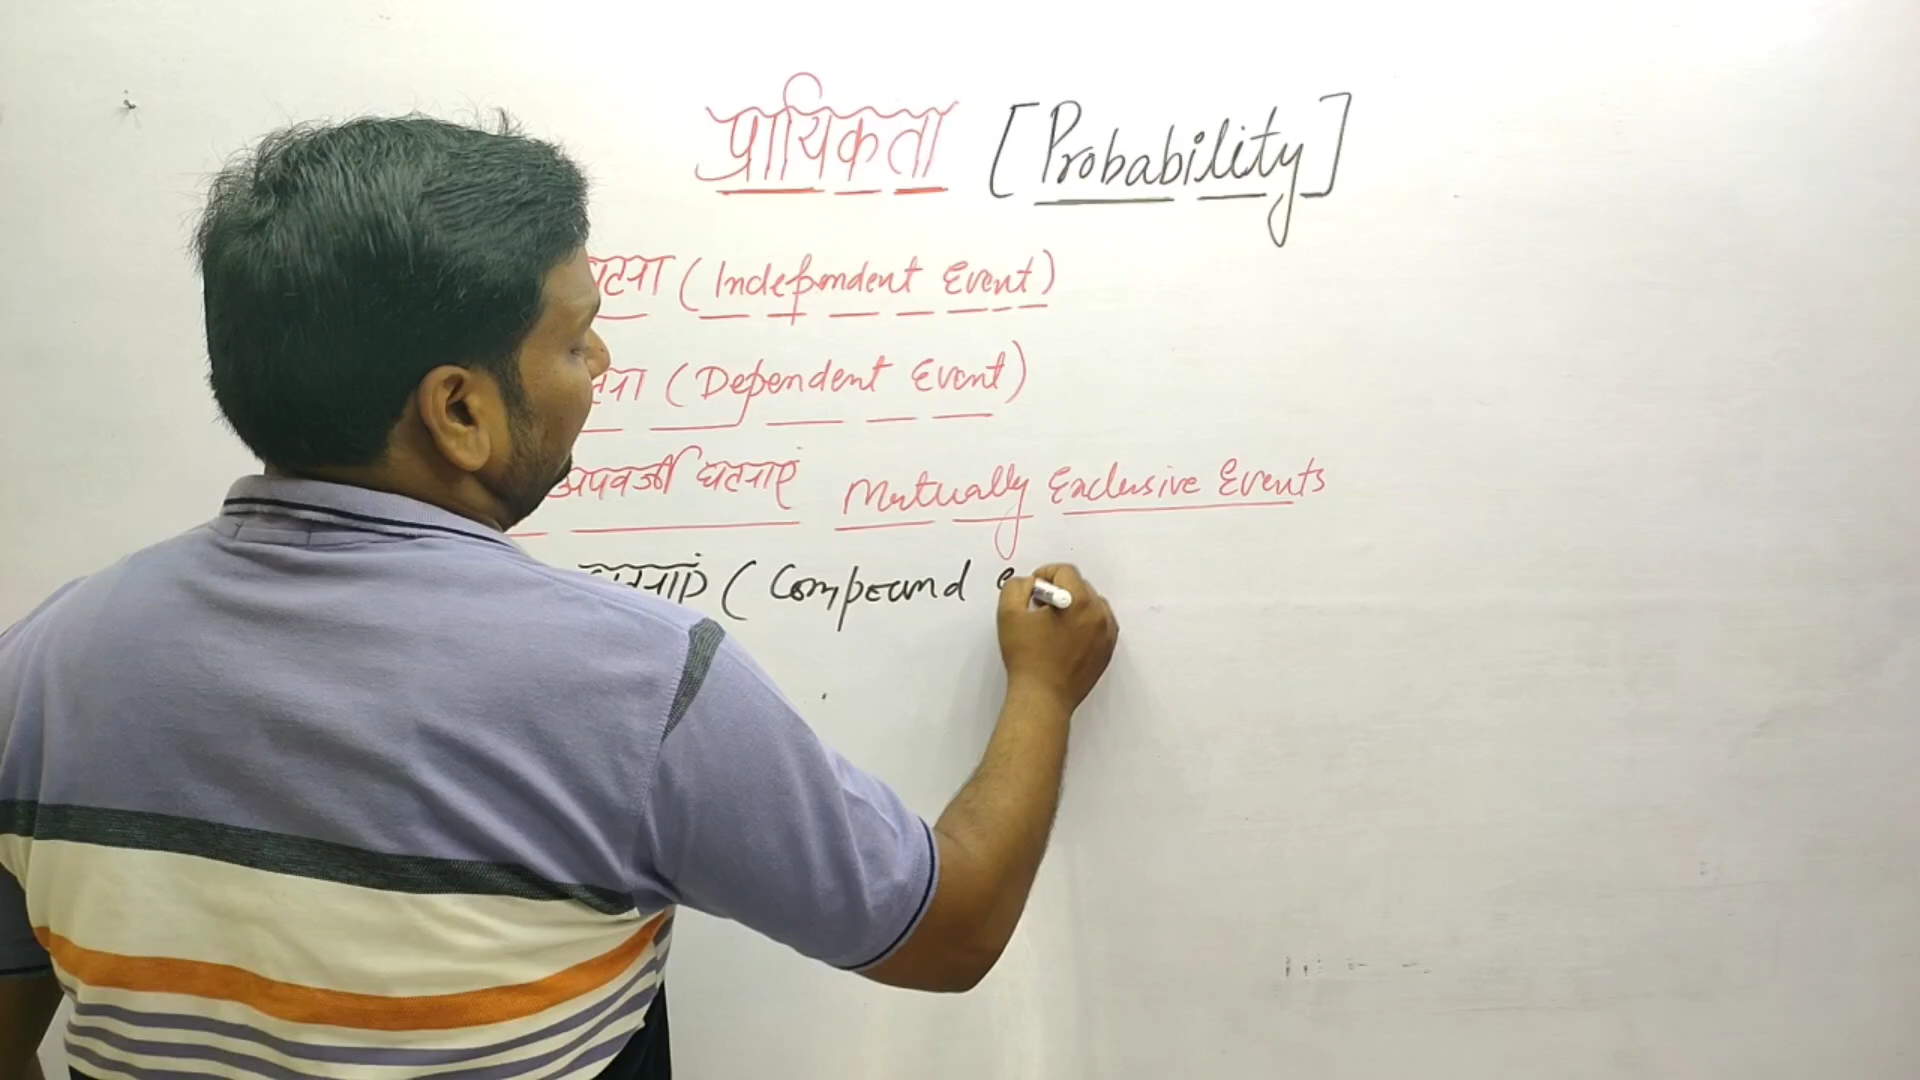 प्रायिकता [Probability]
घटना (Independent Event)
(Dependent Event)
अपवर्जी घटनाएं Mutually Exclusive Events
(Compound